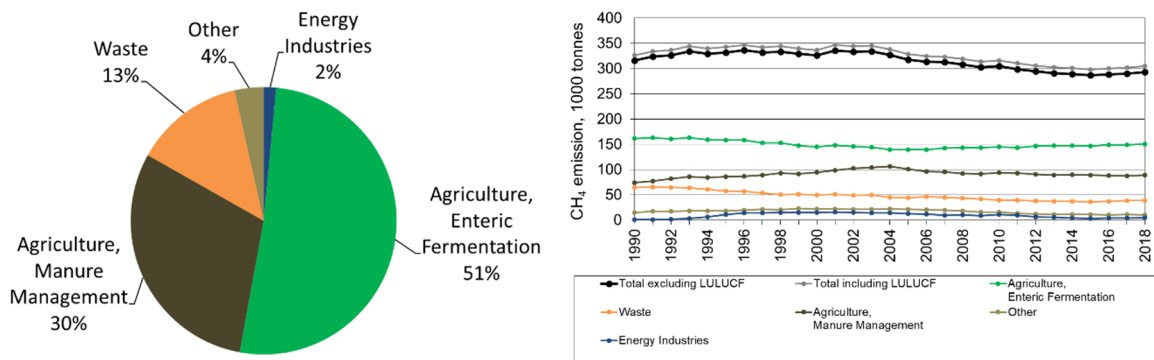 Energy
Industries
2%
Other
4%
Waste
13%
Agriculture,
Enteric
Fermentation
51%
Agriculture,
Manure
Management
30%
CH4 emission, 1000 tonnes
400
350
300
250
200
150
100
50
0
1990
1992
1994
1996
1998
2000
2002
2004
2006
2008
2010
2012
2014
2016
2018
Total excluding LULUCF
Total including LULUCF
Agriculture,
Enteric Fermentation
Waste
Agriculture,
Manure Management
Other
Energy Industries